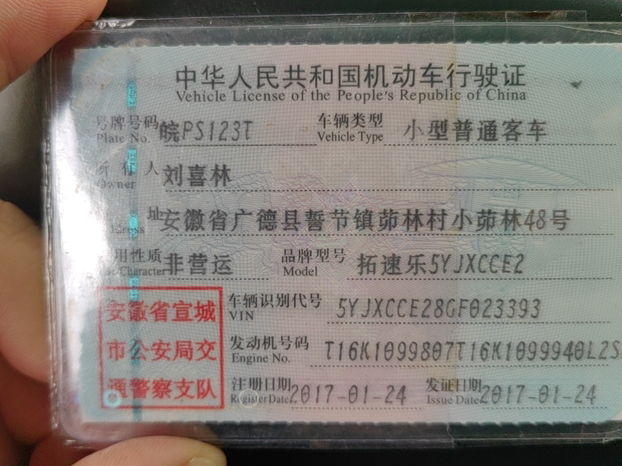 中华人民共和国机动车行驶证
Vehicle License of the People's Republic of China
号牌号码 皖PS123T 车辆类型 小型普通客车
Plate No. Vehicle Type
所有人 刘喜林
Owner
址 安徽省广德县誓节镇茆林村小茆林48号
用性质 非营运 品牌型号 拓速乐5YJXCCE2
Character Model
安徽省宣城 车辆识别代号 5YJXCCE28GF023393
VIN
市公安局交 发动机号码 T16K1099807T16K1099940L2S
Engine No.
通警察支队 注册日期 2017-01-24 发证日期 2017-01-24
Register Date Issue Date